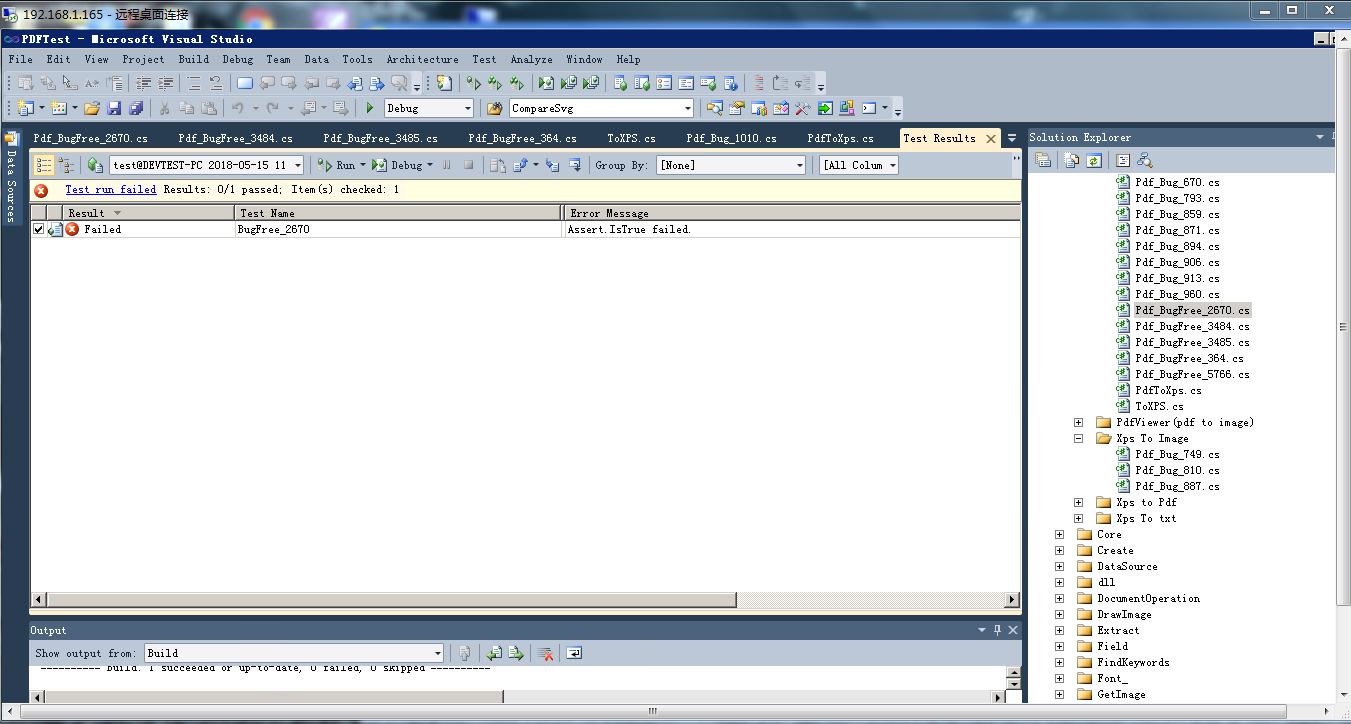 192.168.1.165 - 远程桌面连接
PDFTest - Microsoft Visual Studio
File Edit View Project Build Debug Team Data Tools Architecture Test Analyze Window Help
Debug CompareSvg
Data Sources
Pdf_BugFree_2670.cs Pdf_BugFree_3484.cs Pdf_BugFree_3485.cs Pdf_BugFree_364.cs ToXPS.cs Pdf_Bug_1010.cs PdfToXps.cs Test Results
test@DEVTEST-PC 2018-05-15 11 Run Debug Group By: [None] [All Colum
Test run failed Results: 0/1 passed; Item(s) checked: 1
Result Test Name Error Message
Failed BugFree_2670 Assert.IsTrue failed.
Output
Show output from: Build
========== Build: 1 succeeded or up-to-date, 0 failed, 0 skipped ==========
Solution Explorer
Pdf_Bug_670.cs
Pdf_Bug_793.cs
Pdf_Bug_859.cs
Pdf_Bug_871.cs
Pdf_Bug_894.cs
Pdf_Bug_906.cs
Pdf_Bug_913.cs
Pdf_Bug_960.cs
Pdf_BugFree_2670.cs
Pdf_BugFree_3484.cs
Pdf_BugFree_3485.cs
Pdf_BugFree_364.cs
Pdf_BugFree_5766.cs
PdfToXps.cs
ToXPS.cs
PdfViewer(pdf to image)
Xps To Image
Pdf_Bug_749.cs
Pdf_Bug_810.cs
Pdf_Bug_887.cs
Xps to Pdf
Xps To txt
Core
Create
DataSource
dll
DocumentOperation
DrawImage
Extract
Field
FindKeywords
Font_
GetImage